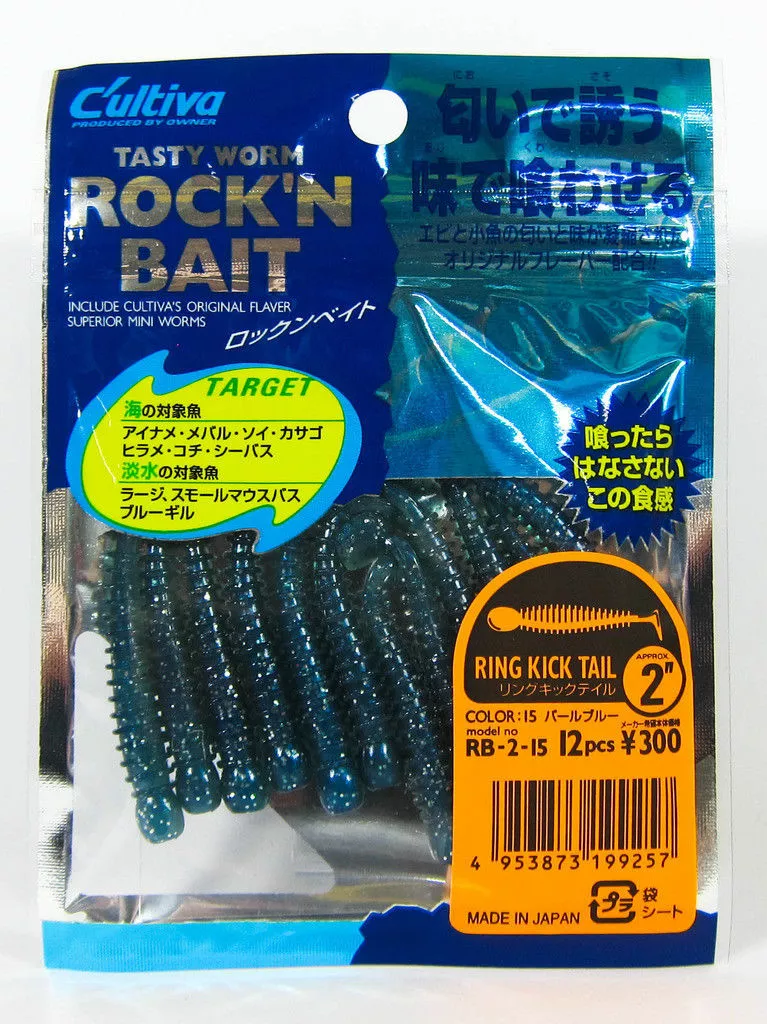 C'ultiva
PRODUCED BY OWNER
TASTY WORM
ROCK'N
BAIT
INCLUDE CULTIVA'S ORIGINAL FLAVER
SUPERIOR MINI WORMS
ロックンベイト
にお さそ
匂いで誘う
あじ くわ
味で喰わせる
エビと小魚の匂いと味が凝縮された
オリジナルフレーバー配合!!
TARGET
海の対象魚
アイナメ・メバル・ソイ・カサゴ
ヒラメ・コチ・シーバス
淡水の対象魚
ラージ、スモールマウスバス
ブルーギル
喰ったら
はなさない
この食感
RING KICK TAIL
リングキックテイル
APPROX.
2"
COLOR:15 パールブルー
メーカー希望本体価格
model no
RB-2-15 12pcs ¥300
4 953873 199257
MADE IN JAPAN
プラ
袋
シート